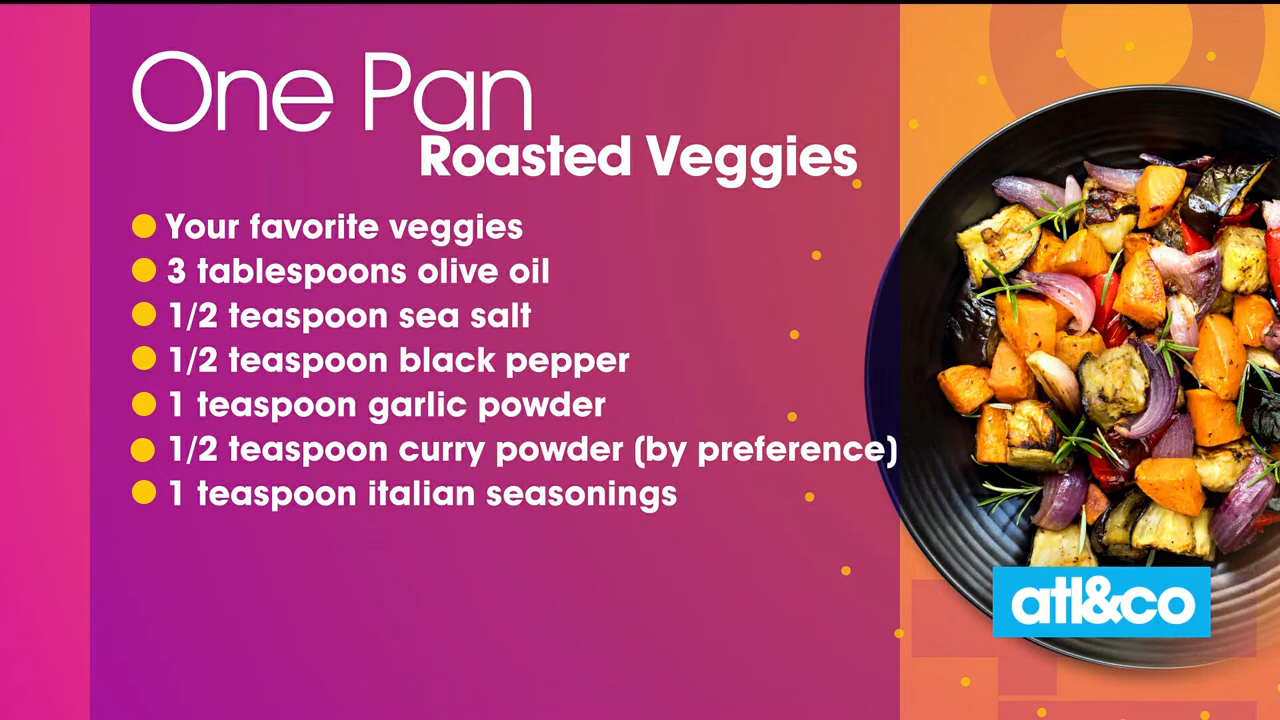 One Pan
Roasted Veggies
Your favorite veggies
3 tablespoons olive oil
1/2 teaspoon sea salt
1/2 teaspoon black pepper
1 teaspoon garlic powder
1/2 teaspoon curry powder (by preference)
1 teaspoon italian seasonings
atl&co